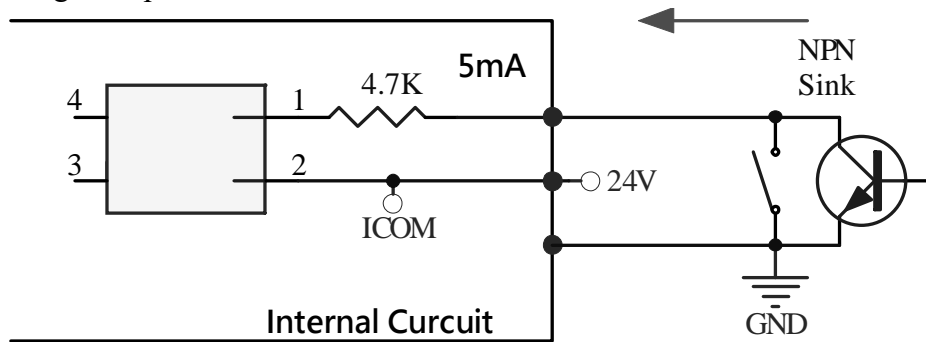 5mA
NPN
Sink
4.7K
4
1
3
2
24V
ICOM
Internal Curcuit
GND